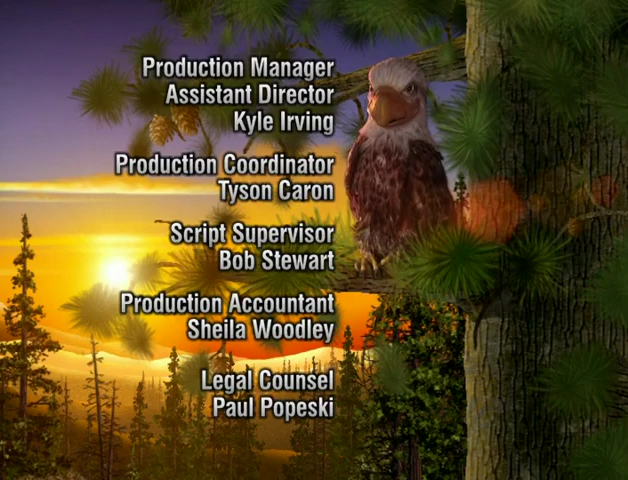 Production Manager
Assistant Director
Kyle Irving
Production Coordinator
Tyson Caron
Script Supervisor
Bob Stewart
Production Accountant
Sheila Woodley
Legal Counsel
Paul Popeski